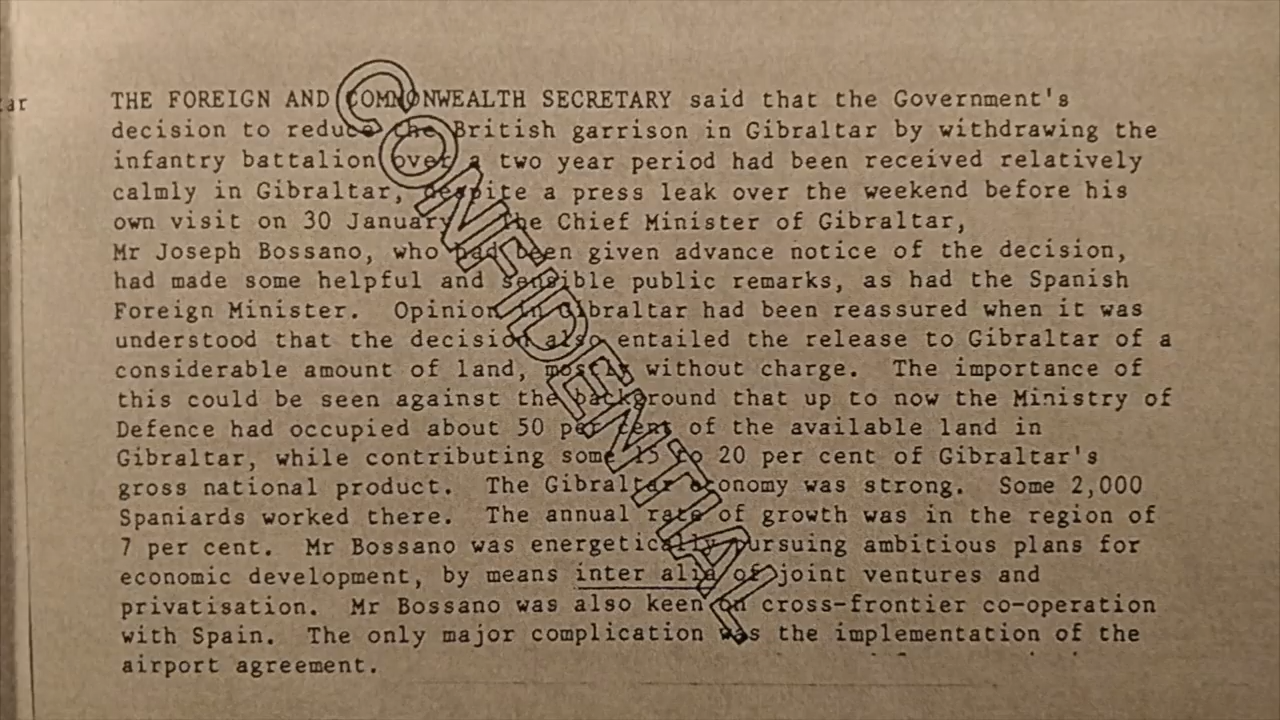 tar
THE FOREIGN AND COMMONWEALTH SECRETARY said that the Government's
decision to reduce the British garrison in Gibraltar by withdrawing the
infantry battalion over a two year period had been received relatively
calmly in Gibraltar, despite a press leak over the weekend before his
own visit on 30 January. The Chief Minister of Gibraltar,
Mr Joseph Bossano, who had been given advance notice of the decision,
had made some helpful and sensible public remarks, as had the Spanish
Foreign Minister. Opinion in Gibraltar had been reassured when it was
understood that the decision also entailed the release to Gibraltar of a
considerable amount of land, mostly without charge. The importance of
this could be seen against the background that up to now the Ministry of
Defence had occupied about 50 per cent of the available land in
Gibraltar, while contributing some 15 to 20 per cent of Gibraltar's
gross national product. The Gibraltar economy was strong. Some 2,000
Spaniards worked there. The annual rate of growth was in the region of
7 per cent. Mr Bossano was energetically pursuing ambitious plans for
economic development, by means inter alia of joint ventures and
privatisation. Mr Bossano was also keen on cross-frontier co-operation
with Spain. The only major complication was the implementation of the
airport agreement.
CONFIDENTIAL